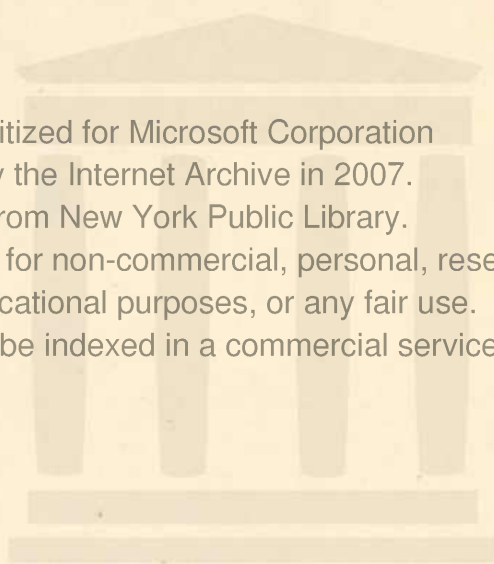 itized for Microsoft Corporation
the Internet Archive in 2007.
rom New York Public Library.
for non-commercial, personal, rese
cational purposes, or any fair use.
be indexed in a commercial service